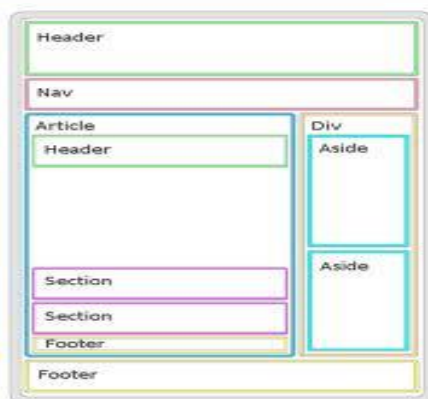 Header
Nav
Article
Header
Section
Section
Footer
Div
Aside
Aside
Footer